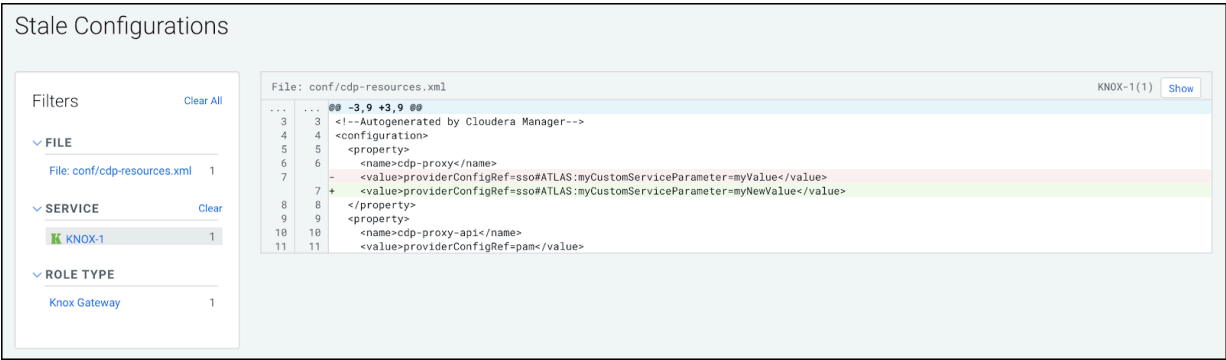 Stale Configurations
Filters Clear All
FILE
File: conf/cdp-resources.xml 1
SERVICE Clear
KNOX-1 1
ROLE TYPE
Knox Gateway 1
File: conf/cdp-resources.xml KNOX-1(1) Show
... ... @@ -3,9 +3,9 @@
3 3 <!--Autogenerated by Cloudera Manager-->
4 4 <configuration>
5 5 <property>
6 6 <name>cdp-proxy</name>
7 - <value>providerConfigRef=sso#ATLAS:myCustomServiceParameter=myValue</value>
7 + <value>providerConfigRef=sso#ATLAS:myCustomServiceParameter=myNewValue</value>
8 8 </property>
9 9 <property>
10 10 <name>cdp-proxy-api</name>
11 11 <value>providerConfigRef=pam</value>